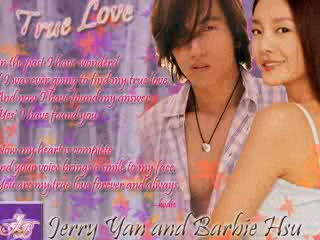 True Love
In the past I have wondered
If I was ever going to find my true love
And now I have found my answer
Yes I have found you
Now my heart is complete
And your voice brings a smile to my face
You are my true love forever and always
Jerry Yan and Barbie Hsu